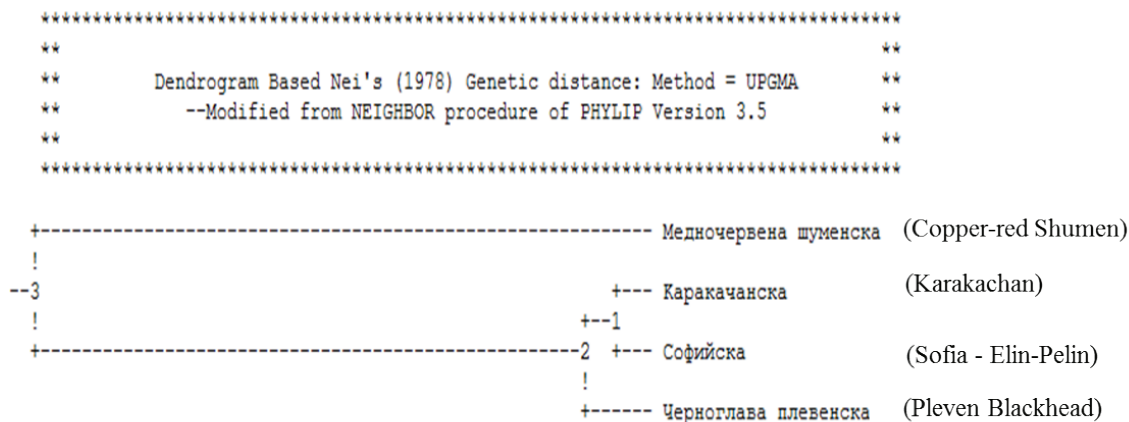 **********************************************************************************
** **
** Dendrogram Based Nei's (1978) Genetic distance: Method = UPGMA **
** --Modified from NEIGHBOR procedure of PHYLIP Version 3.5 **
** **
**********************************************************************************
+----------------------------------------------------------- Медночервена шуменска (Copper-red Shumen)
!
--3 +--- Каракачанска (Karakachan)
! +--1
+----------------------------------------------------2 +--- Софийска (Sofia - Elin-Pelin)
!
+------ Черноглава плевенска (Pleven Blackhead)